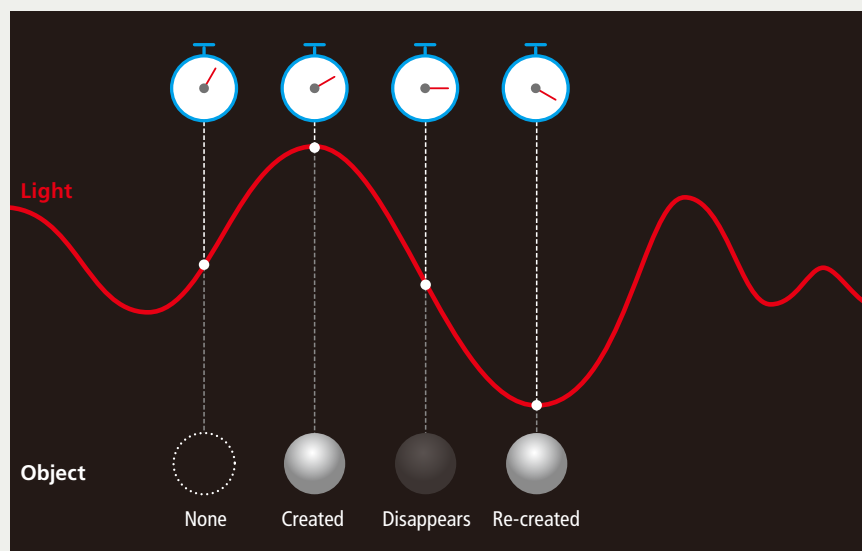 Light
Object
None
Created
Disappears
Re-created